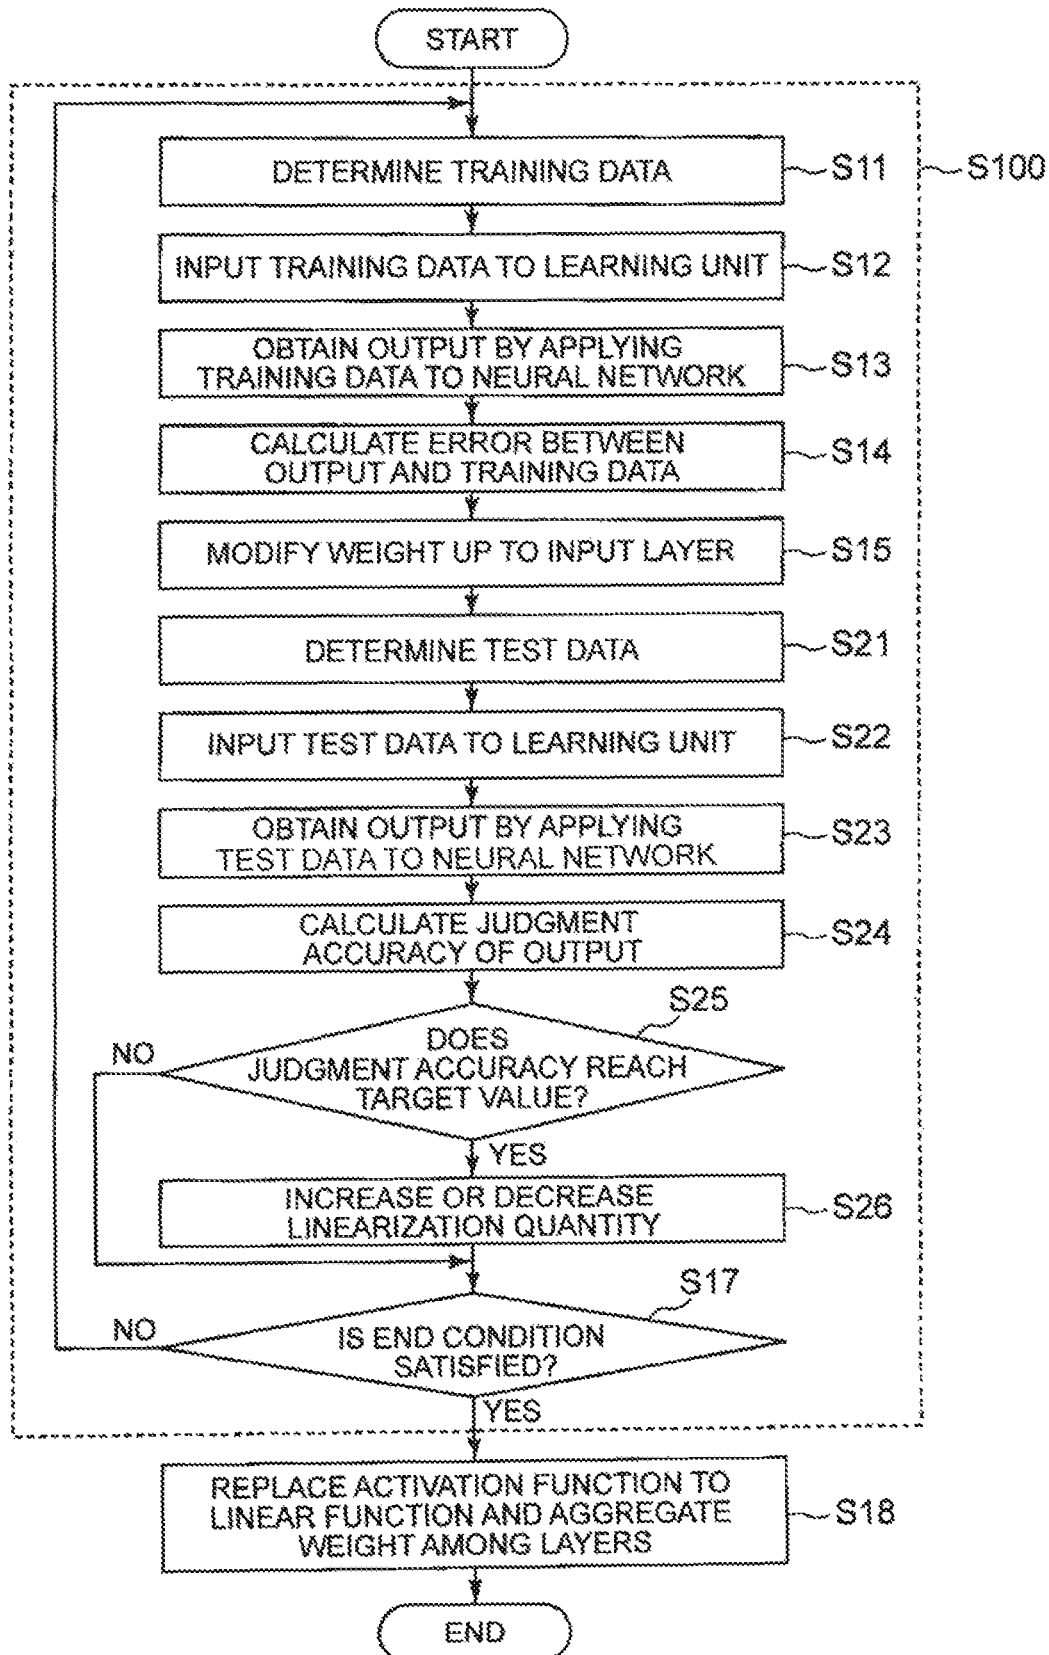 START
DETERMINE TRAINING DATA
S11
S100
INPUT TRAINING DATA TO LEARNING UNIT
S12
OBTAIN OUTPUT BY APPLYING
TRAINING DATA TO NEURAL NETWORK
S13
CALCULATE ERROR BETWEEN
OUTPUT AND TRAINING DATA
S14
MODIFY WEIGHT UP TO INPUT LAYER
S15
DETERMINE TEST DATA
S21
INPUT TEST DATA TO LEARNING UNIT
S22
OBTAIN OUTPUT BY APPLYING
TEST DATA TO NEURAL NETWORK
S23
CALCULATE JUDGMENT
ACCURACY OF OUTPUT
S24
S25
NO
DOES
JUDGMENT ACCURACY REACH
TARGET VALUE?
YES
INCREASE OR DECREASE
LINEARIZATION QUANTITY
S26
S17
NO
IS END CONDITION
SATISFIED?
YES
REPLACE ACTIVATION FUNCTION TO
LINEAR FUNCTION AND AGGREGATE
WEIGHT AMONG LAYERS
S18
END